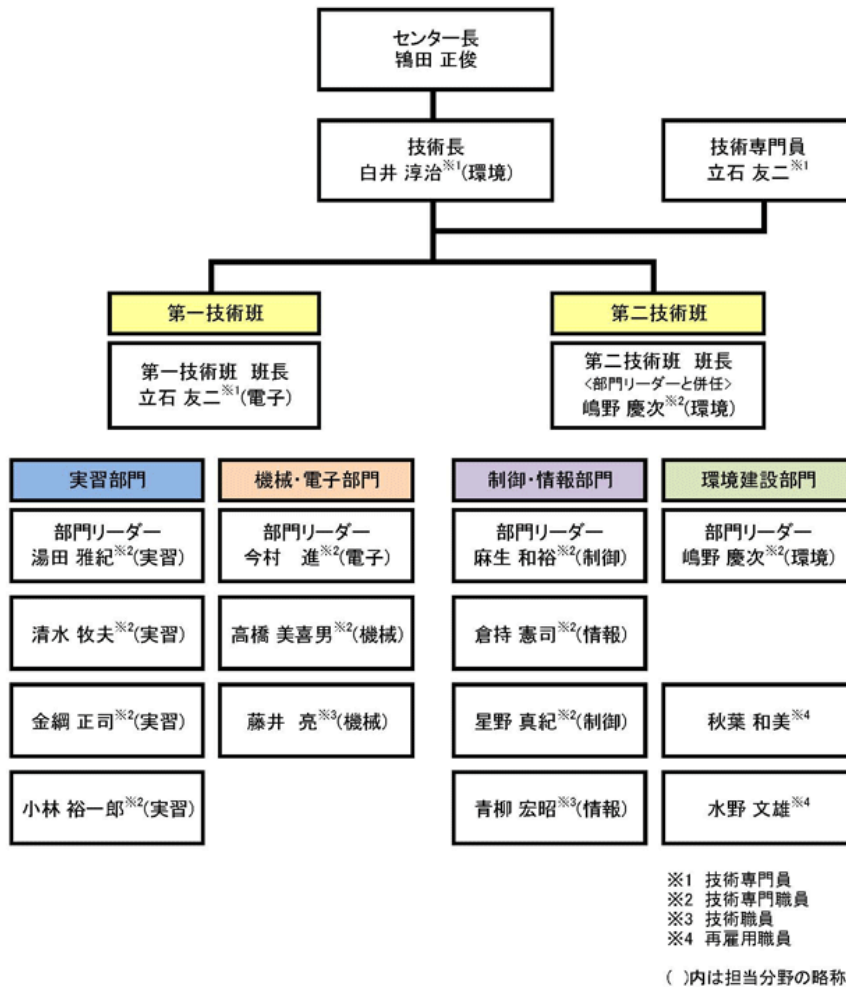 センター長
鴇田 正俊
技術長
白井 淳治※1(環境)
技術専門員
立石 友二※1
第一技術班
第二技術班
第一技術班 班長
立石 友二※1(電子)
第二技術班 班長
<部門リーダーと併任>
嶋野 慶次※2(環境)
実習部門
機械・電子部門
制御・情報部門
環境建設部門
部門リーダー
湯田 雅紀※2(実習)
部門リーダー
今村 進※2(電子)
部門リーダー
麻生 和裕※2(制御)
部門リーダー
嶋野 慶次※2(環境)
清水 牧夫※2(実習)
高橋 美喜男※2(機械)
倉持 憲司※2(情報)
金綱 正司※2(実習)
藤井 亮※3(機械)
星野 真紀※2(制御)
秋葉 和美※4
小林 裕一郎※2(実習)
青柳 宏昭※3(情報)
水野 文雄※4
※1 技術専門員
※2 技術専門職員
※3 技術職員
※4 再雇用職員
( )内は担当分野の略称